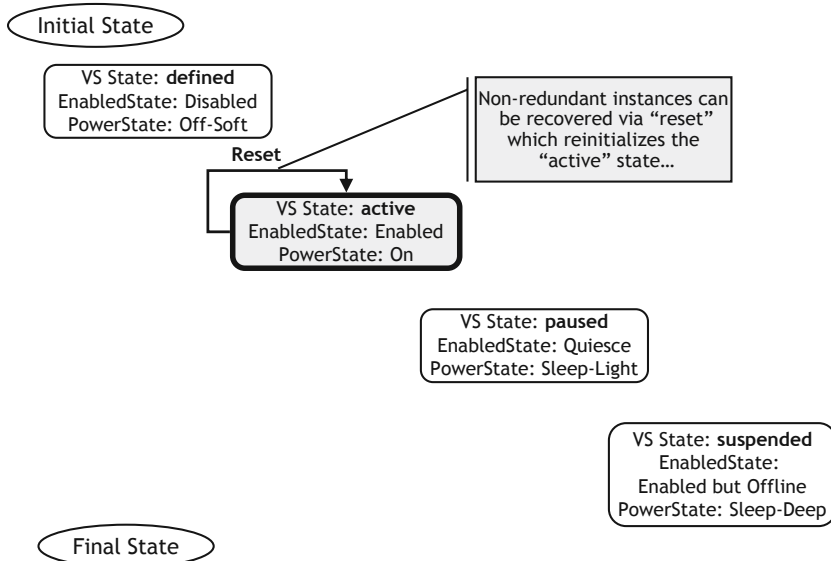 Initial State
VS State: defined
EnabledState: Disabled
PowerState: Off-Soft
Non-redundant instances can
be recovered via “reset”
which reinitializes the
“active” state…
Reset
VS State: active
EnabledState: Enabled
PowerState: On
VS State: paused
EnabledState: Quiesce
PowerState: Sleep-Light
VS State: suspended
EnabledState:
Enabled but Offline
PowerState: Sleep-Deep
Final State